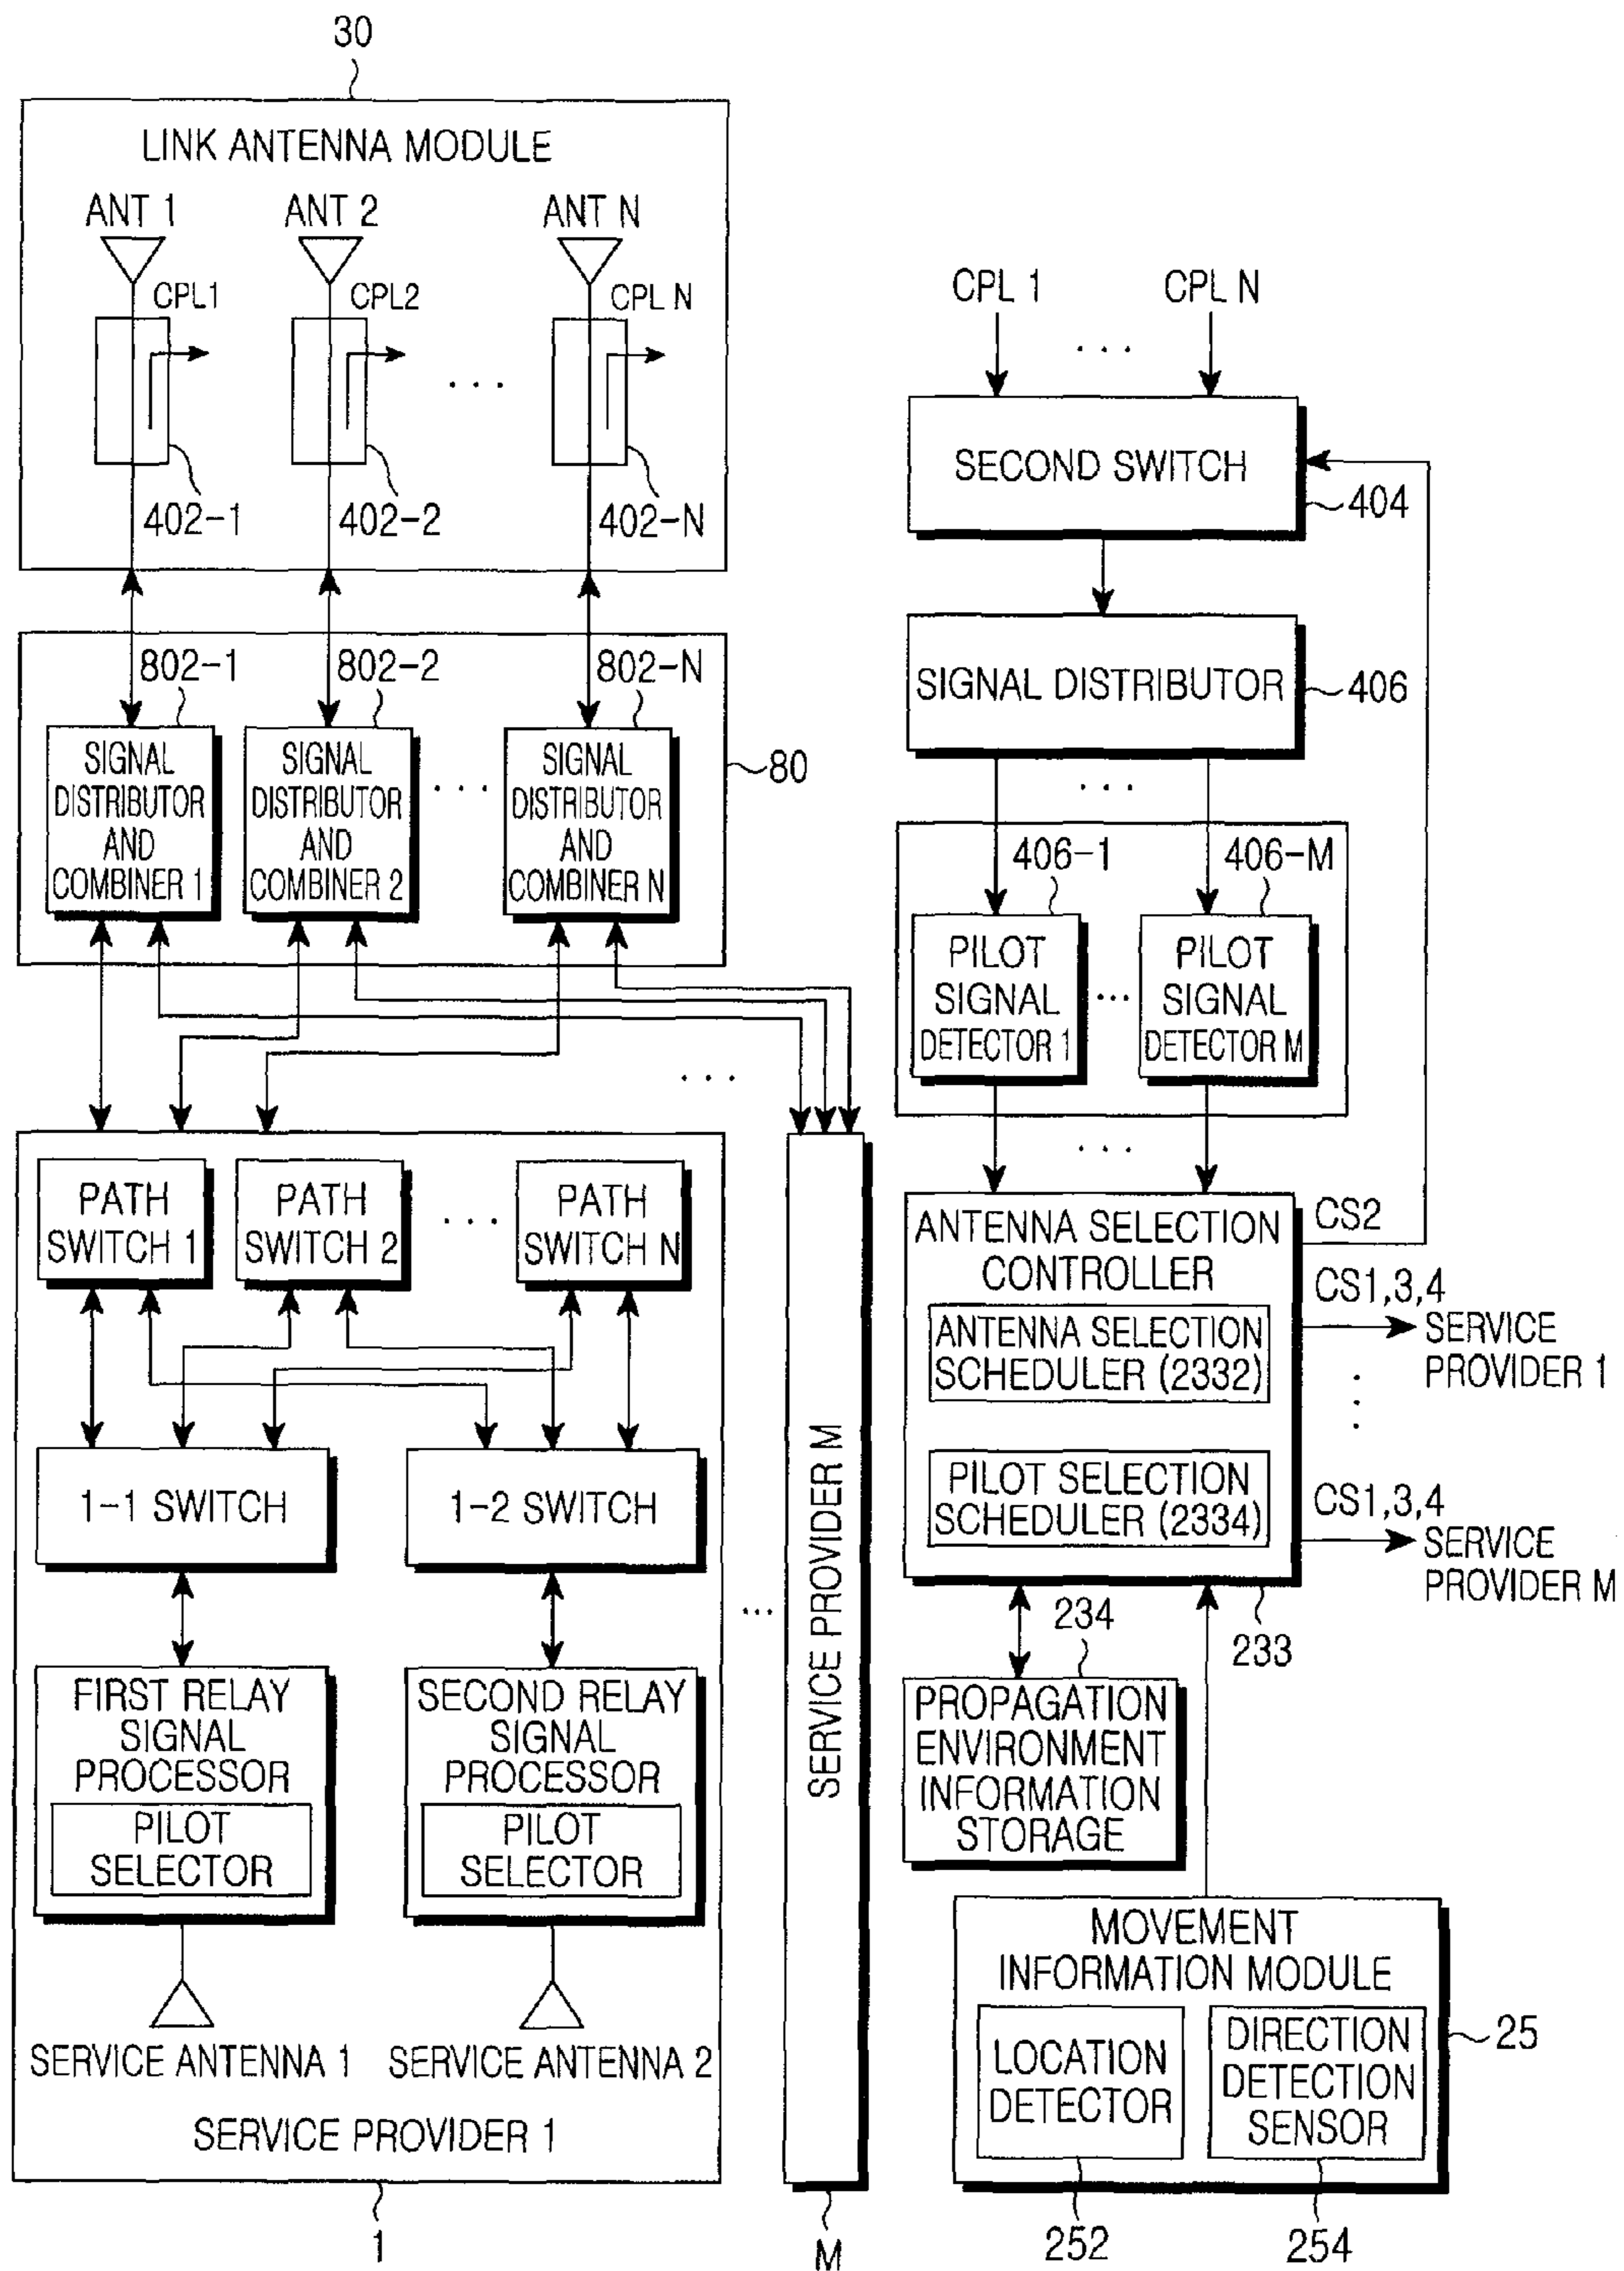 30
LINK ANTENNA MODULE
ANT 1
ANT 2
ANT N
CPL1
CPL2
CPL N
. . .
402-1
402-2
402-N
802-1
802-2
802-N
SIGNAL
DISTRIBUTOR
AND
COMBINER 1
SIGNAL
DISTRIBUTOR
AND
COMBINER 2
. . .
SIGNAL
DISTRIBUTOR
AND
COMBINER N
80
. . .
PATH
SWITCH 1
PATH
SWITCH 2
. . .
PATH
SWITCH N
1-1 SWITCH
1-2 SWITCH
FIRST RELAY
SIGNAL
PROCESSOR
PILOT
SELECTOR
SECOND RELAY
SIGNAL
PROCESSOR
PILOT
SELECTOR
SERVICE ANTENNA 1
SERVICE ANTENNA 2
SERVICE PROVIDER 1
1
...
SERVICE PROVIDER M
M
CPL 1
. . .
CPL N
SECOND SWITCH
404
SIGNAL DISTRIBUTOR
406
. . .
406-1
406-M
PILOT
SIGNAL
DETECTOR 1
...
PILOT
SIGNAL
DETECTOR M
. . .
ANTENNA SELECTION
CONTROLLER
ANTENNA SELECTION
SCHEDULER (2332)
PILOT SELECTION
SCHEDULER (2334)
CS2
CS1,3,4
SERVICE
PROVIDER 1
. . .
CS1,3,4
SERVICE
PROVIDER M
233
234
PROPAGATION
ENVIRONMENT
INFORMATION
STORAGE
MOVEMENT
INFORMATION MODULE
LOCATION
DETECTOR
DIRECTION
DETECTION
SENSOR
25
252
254